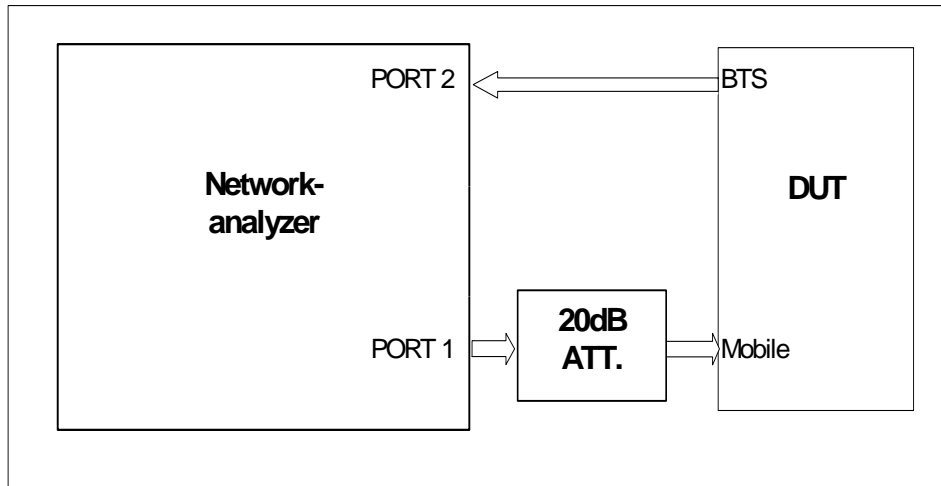 PORT 2
BTS
Network-
analyzer
DUT
20dB
ATT.
PORT 1
Mobile